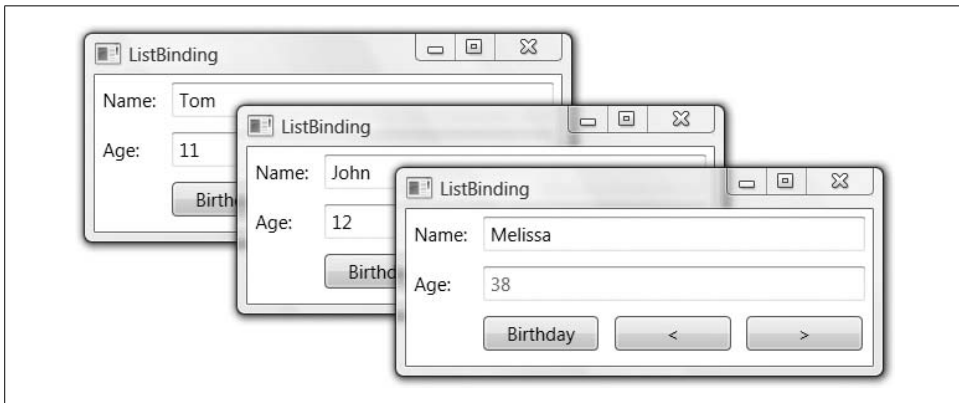 ListBinding
Name: Tom
Age: 11
ListBinding
Name: John
Age: 12
ListBinding
Name: Melissa
Age: 38
Birthday < >